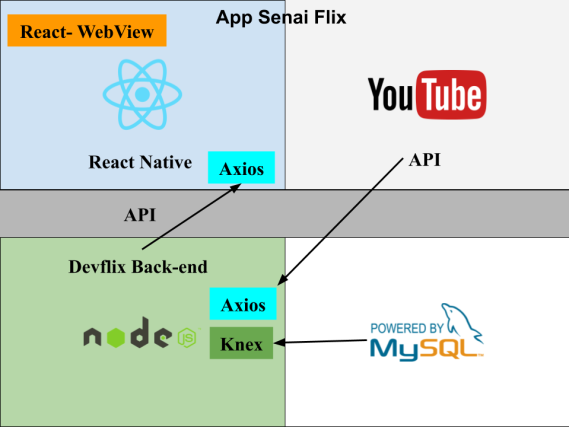 App Senai Flix
React- WebView
YouTube
React Native
Axios
API
API
Devflix Back-end
Axios
node JS
Knex
POWERED BY
MySQL